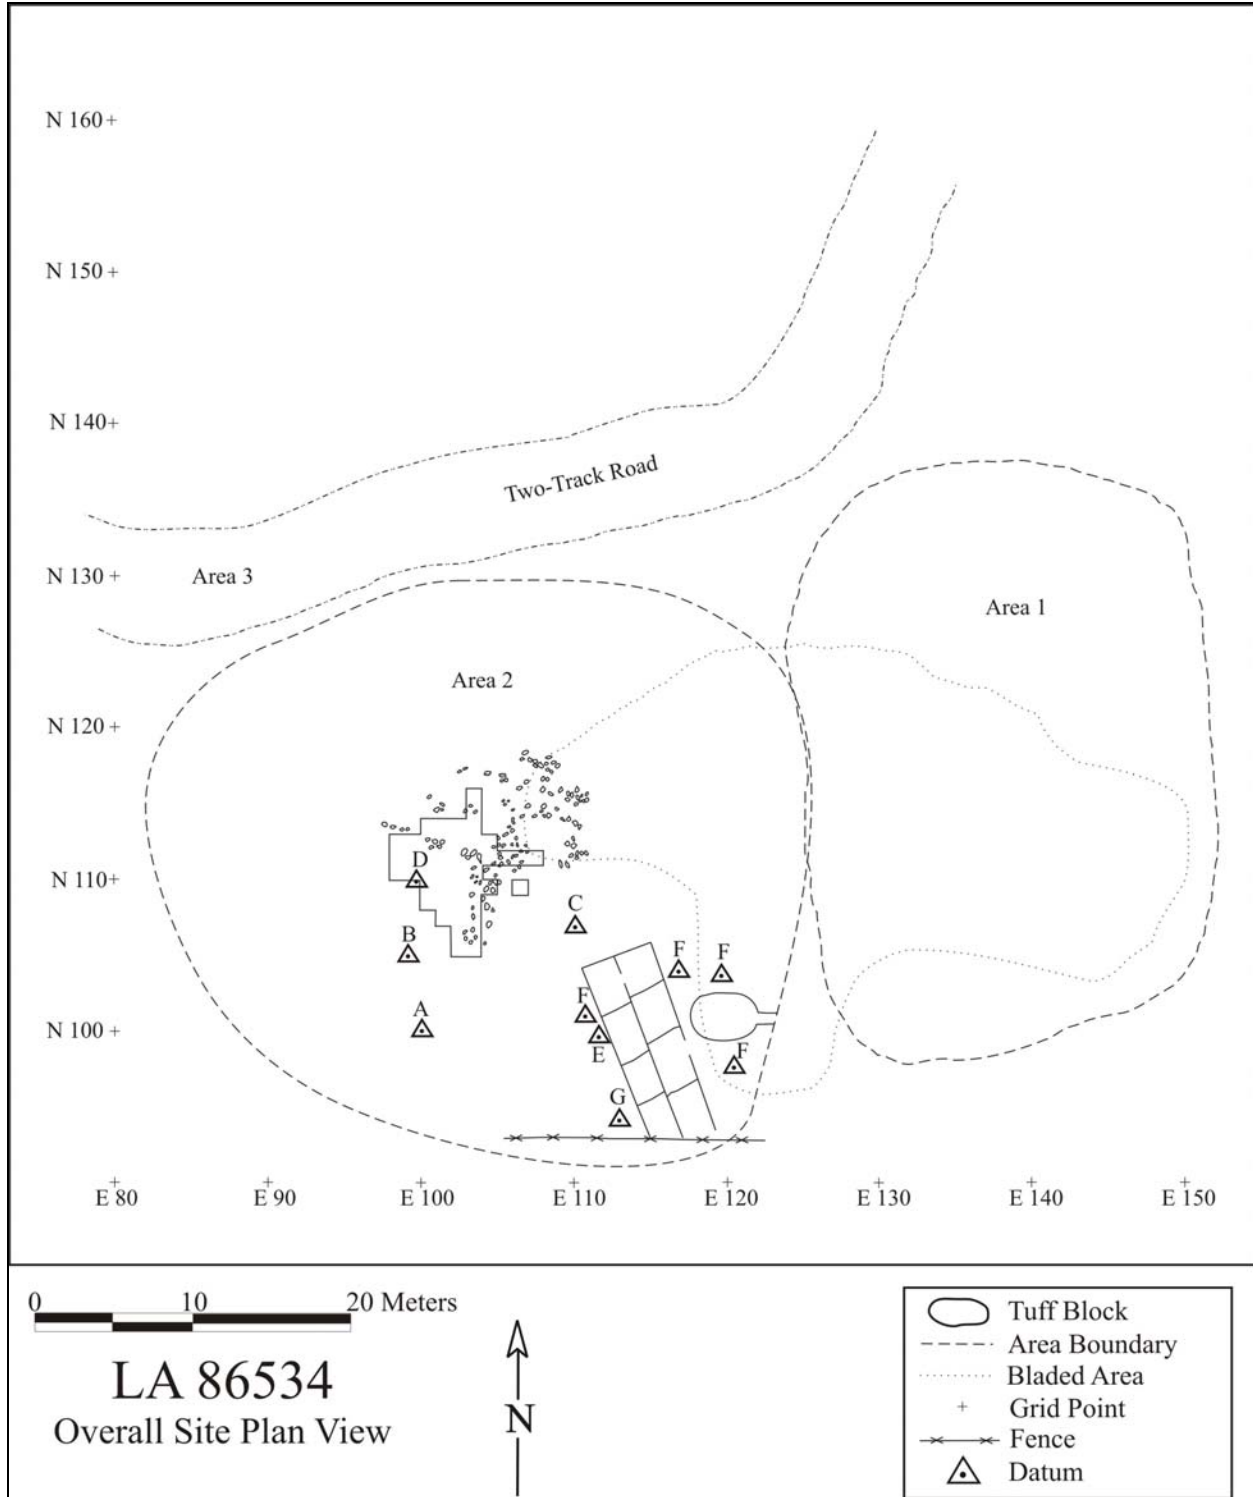 N 160
N 150
N 140
Two-Track Road
N 130
Area 3
Area 1
Area 2
N 120
N 110
D
C
B
F
F
A
F
E
F
G
N 100
E 80
E 90
E 100
E 110
E 120
E 130
E 140
E 150
0
10
20 Meters
LA 86534
Overall Site Plan View
N
Tuff Block
Area Boundary
Bladed Area
Grid Point
Fence
Datum